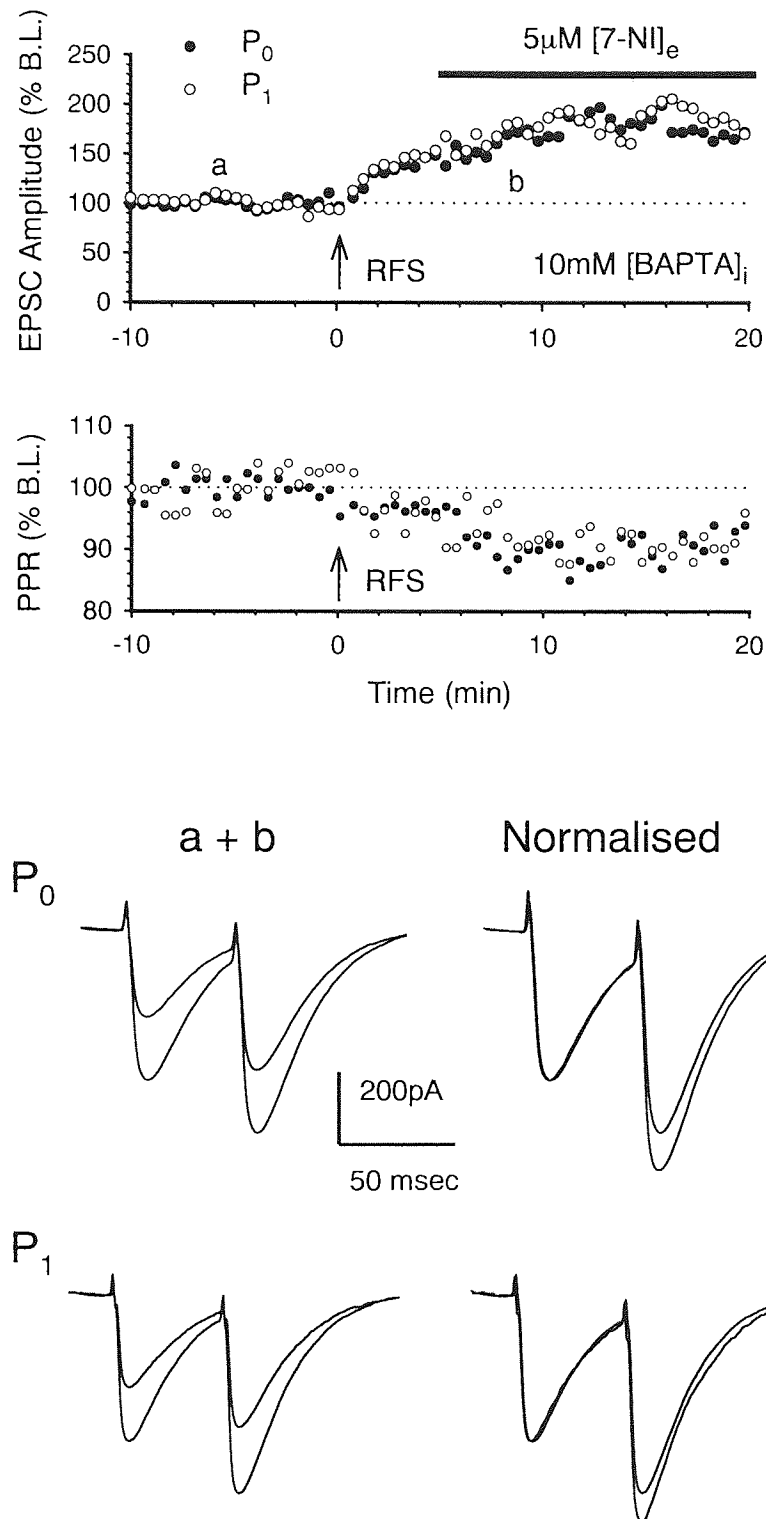 P₀
P₁
5µM [7-NI]ₑ
EPSC Amplitude (% B.L.)
250
200
150
100
50
0
a
b
RFS
10mM [BAPTA]ᵢ
-10
0
10
20
PPR (% B.L.)
110
100
90
80
RFS
-10
0
10
20
Time (min)
a + b
Normalised
P₀
200pA
50 msec
P₁